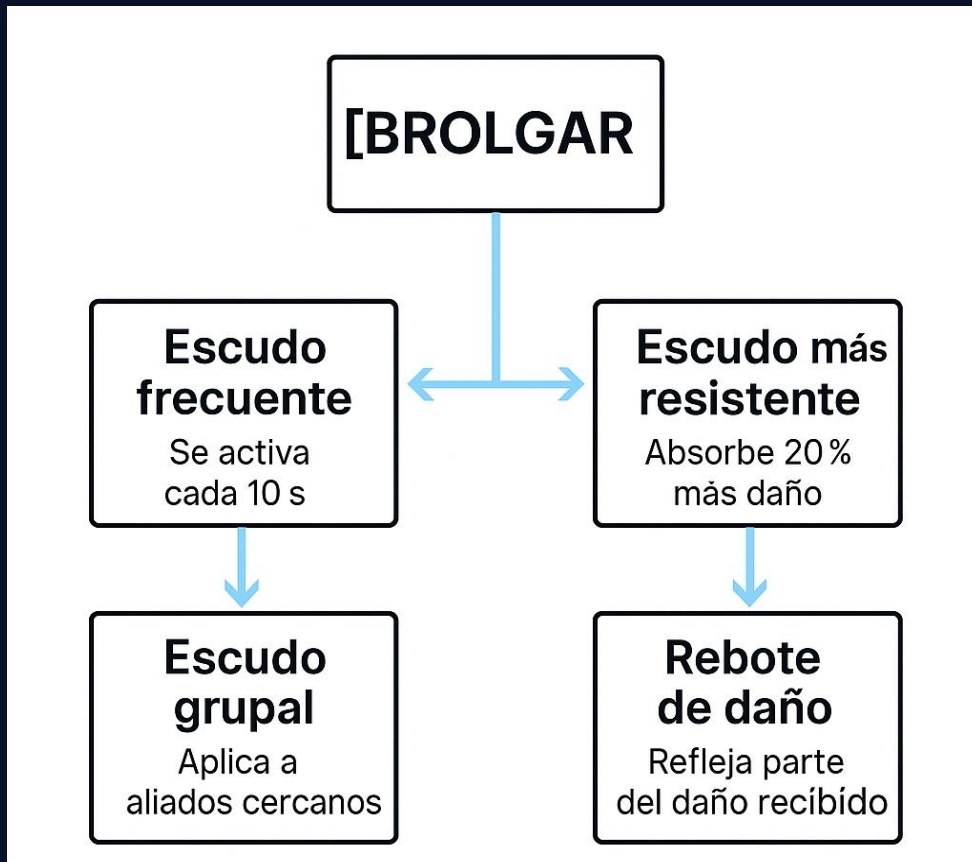 [BROLGAR
Escudo
frecuente
Se activa
cada 10 s
Escudo más
resistente
Absorbe 20 %
más daño
Escudo
grupal
Aplica a
aliados cercanos
Rebote
de daño
Refleja parte
del daño recíbído